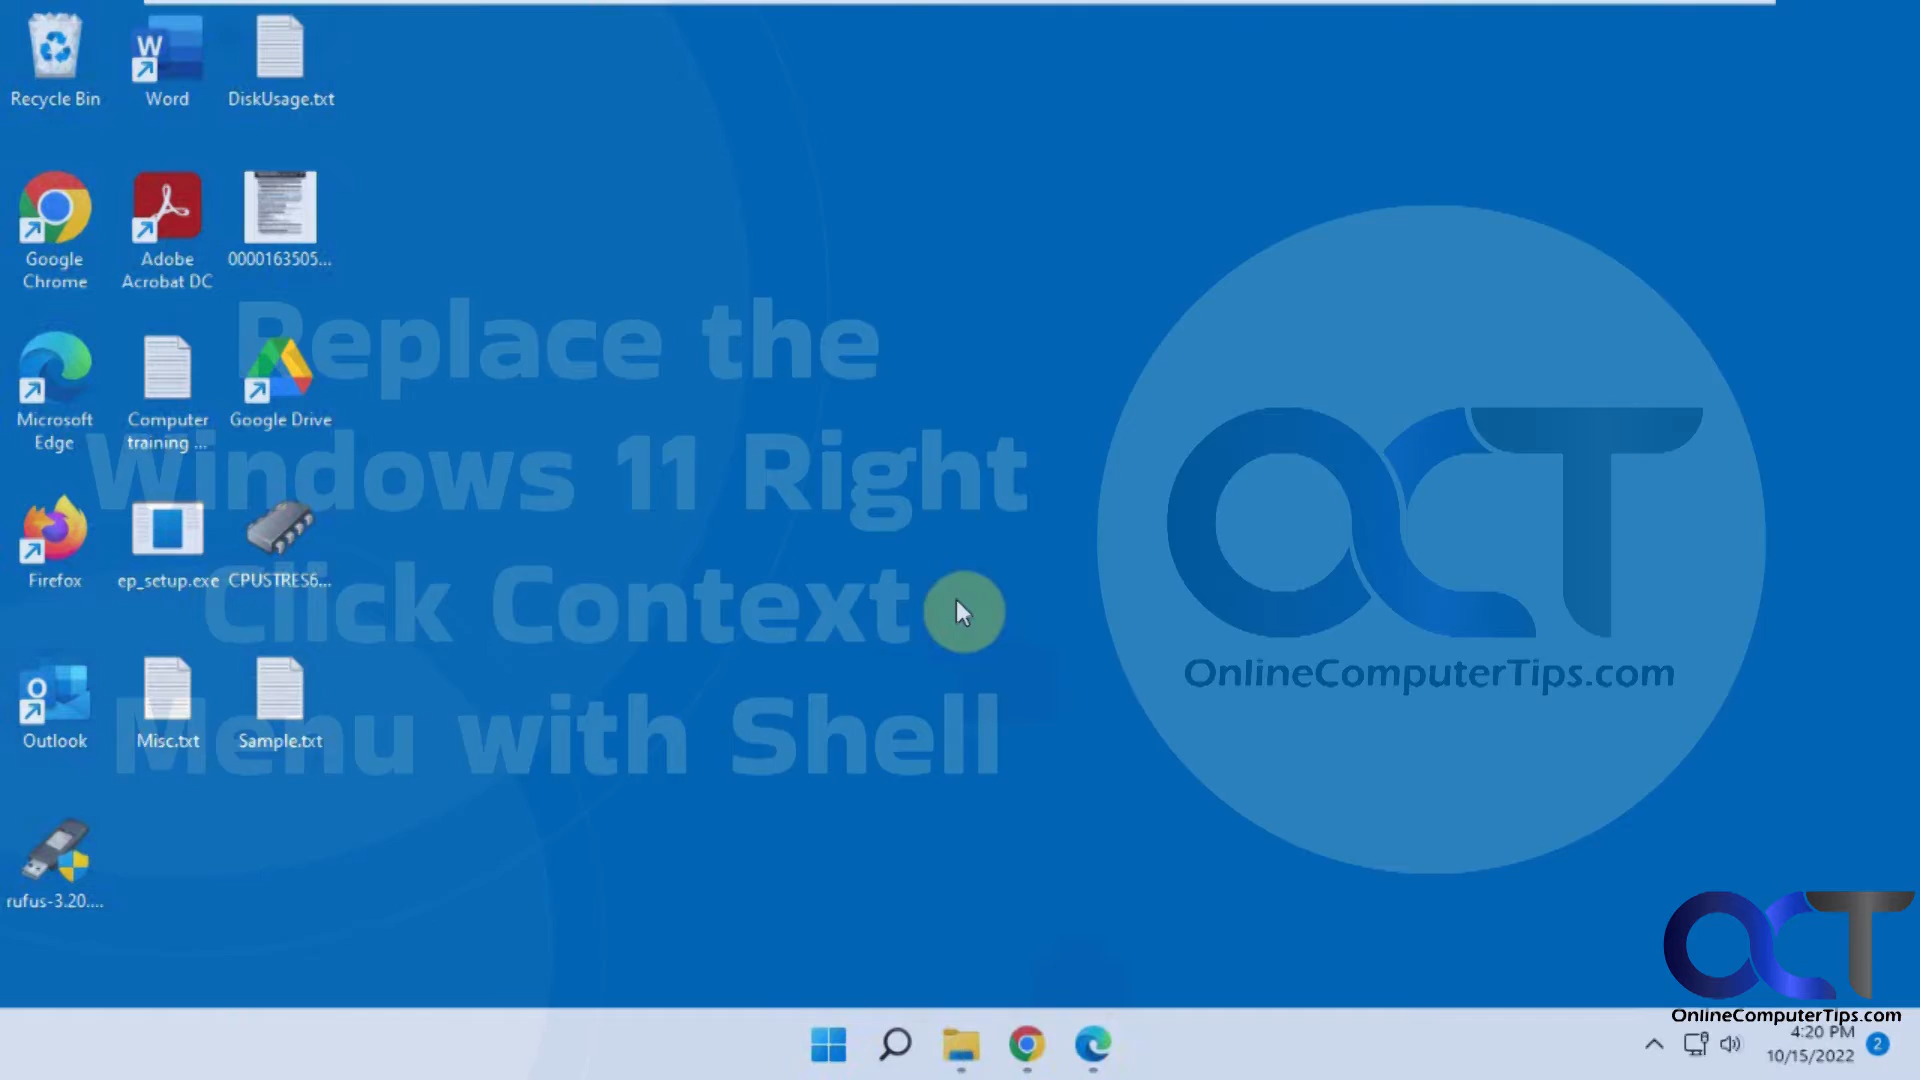 Recycle Bin
Word
DiskUsage.txt
Google
Chrome
Adobe
Acrobat DC
0000163505...
Replace the
Windows 11 Right
Click Context
Menu with Shell
Microsoft
Edge
Computer
training ...
Google Drive
Firefox
ep_setup.exe
CPUSTRES6...
Outlook
Misc.txt
Sample.txt
rufus-3.20....
OCT
OnlineComputerTips.com
OCT
OnlineComputerTips.com
4:20 PM
10/15/2022
2